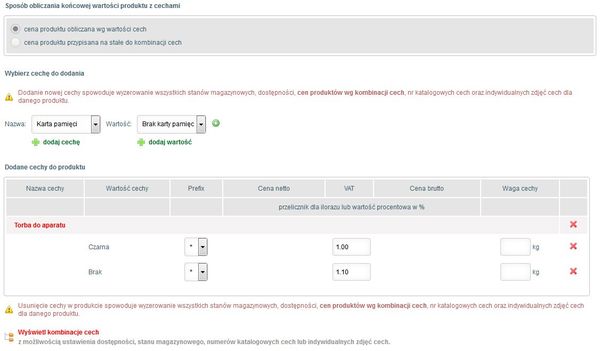 Sposób obliczania końcowej wartości produktu z cechami
cena produktu obliczana wg wartości cech
cena produktu przypisana na stałe do kombinacji cech
Wybierz cechę do dodania
Dodanie nowej cechy spowoduje wyzerowanie wszystkich stanów magazynowych, dostępności, cen produktów wg kombinacji cech, nr katalogowych cech oraz indywidualnych zdjęć cech dla
danego produktu.
Nazwa: Karta pamięci Wartość: Brak karty pamięc
dodaj cechę dodaj wartość
Dodane cechy do produktu
Nazwa cechy Wartość cechy Prefix Cena netto VAT Cena brutto Waga cechy
przelicznik dla ilorazu lub wartość procentowa w %
Torba do aparatu
Czarna * 1.00 kg
Brak * 1.10 kg
Usunięcie cechy w produkcie spowoduje wyzerowanie wszystkich stanów magazynowych, dostępności, cen produktów wg kombinacji cech, nr katalogowych cech oraz indywidualnych zdjęć cech
dla danego produktu.
Wyświetl kombinacje cech
z możliwością ustawienia dostępności, stanu magazynowego, numerów katalogowych cech lub indywidualnych zdjęć cech.